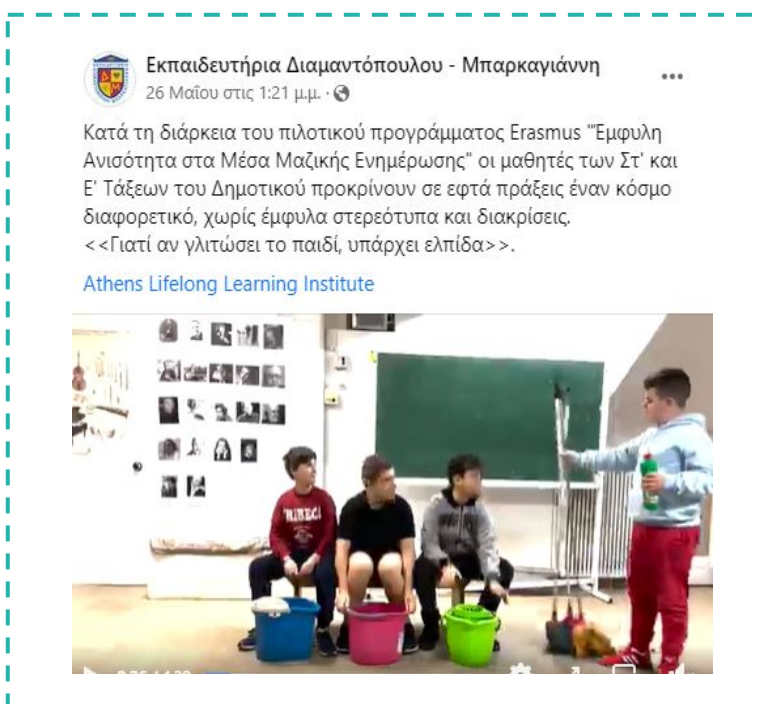 Εκπαιδευτήρια Διαμαντόπουλου - Μπαρκαγιάννη
26 Μαΐου στις 1:21 μ.μ. ·
Κατά τη διάρκεια του πιλοτικού προγράμματος Erasmus "Έμφυλη
Ανισότητα στα Μέσα Μαζικής Ενημέρωσης" οι μαθητές των Στ' και
Ε' Τάξεων του Δημοτικού προκρίνουν σε εφτά πράξεις έναν κόσμο
διαφορετικό, χωρίς έμφυλα στερεότυπα και διακρίσεις.
<<Γιατί αν γλιτώσει το παιδί, υπάρχει ελπίδα>>.
Athens Lifelong Learning Institute
TRIBECA